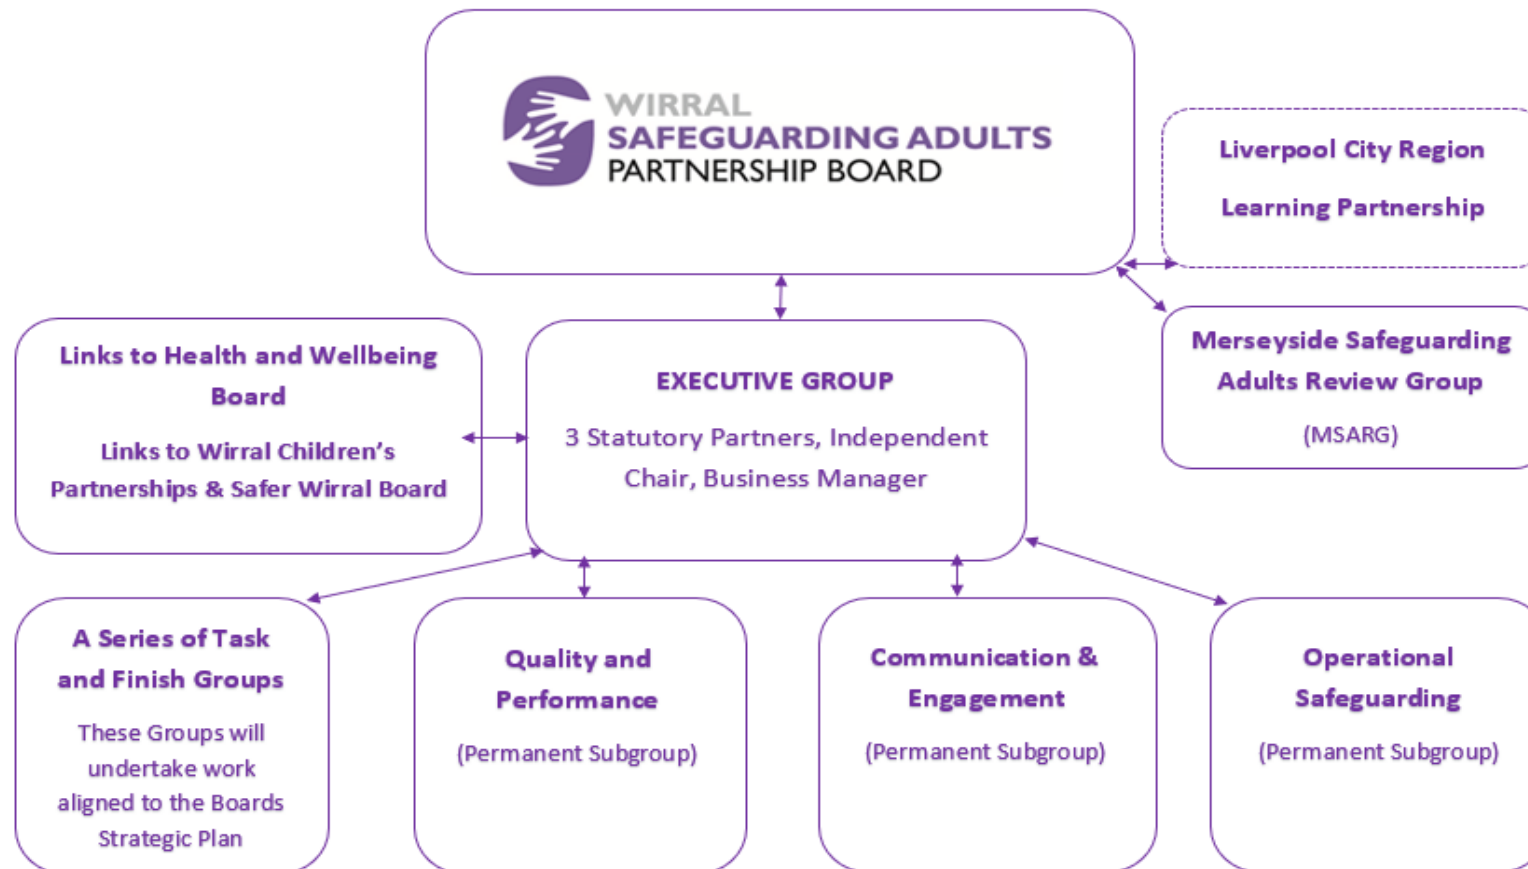 WIRRAL
SAFEGUARDING ADULTS
PARTNERSHIP BOARD
Liverpool City Region
Learning Partnership
Merseyside Safeguarding
Adults Review Group
(MSARG)
Links to Health and Wellbeing
Board
Links to Wirral Children’s
Partnerships & Safer Wirral Board
EXECUTIVE GROUP
3 Statutory Partners, Independent
Chair, Business Manager
A Series of Task
and Finish Groups
These Groups will
undertake work
aligned to the Boards
Strategic Plan
Quality and
Performance
(Permanent Subgroup)
Communication &
Engagement
(Permanent Subgroup)
Operational
Safeguarding
(Permanent Subgroup)